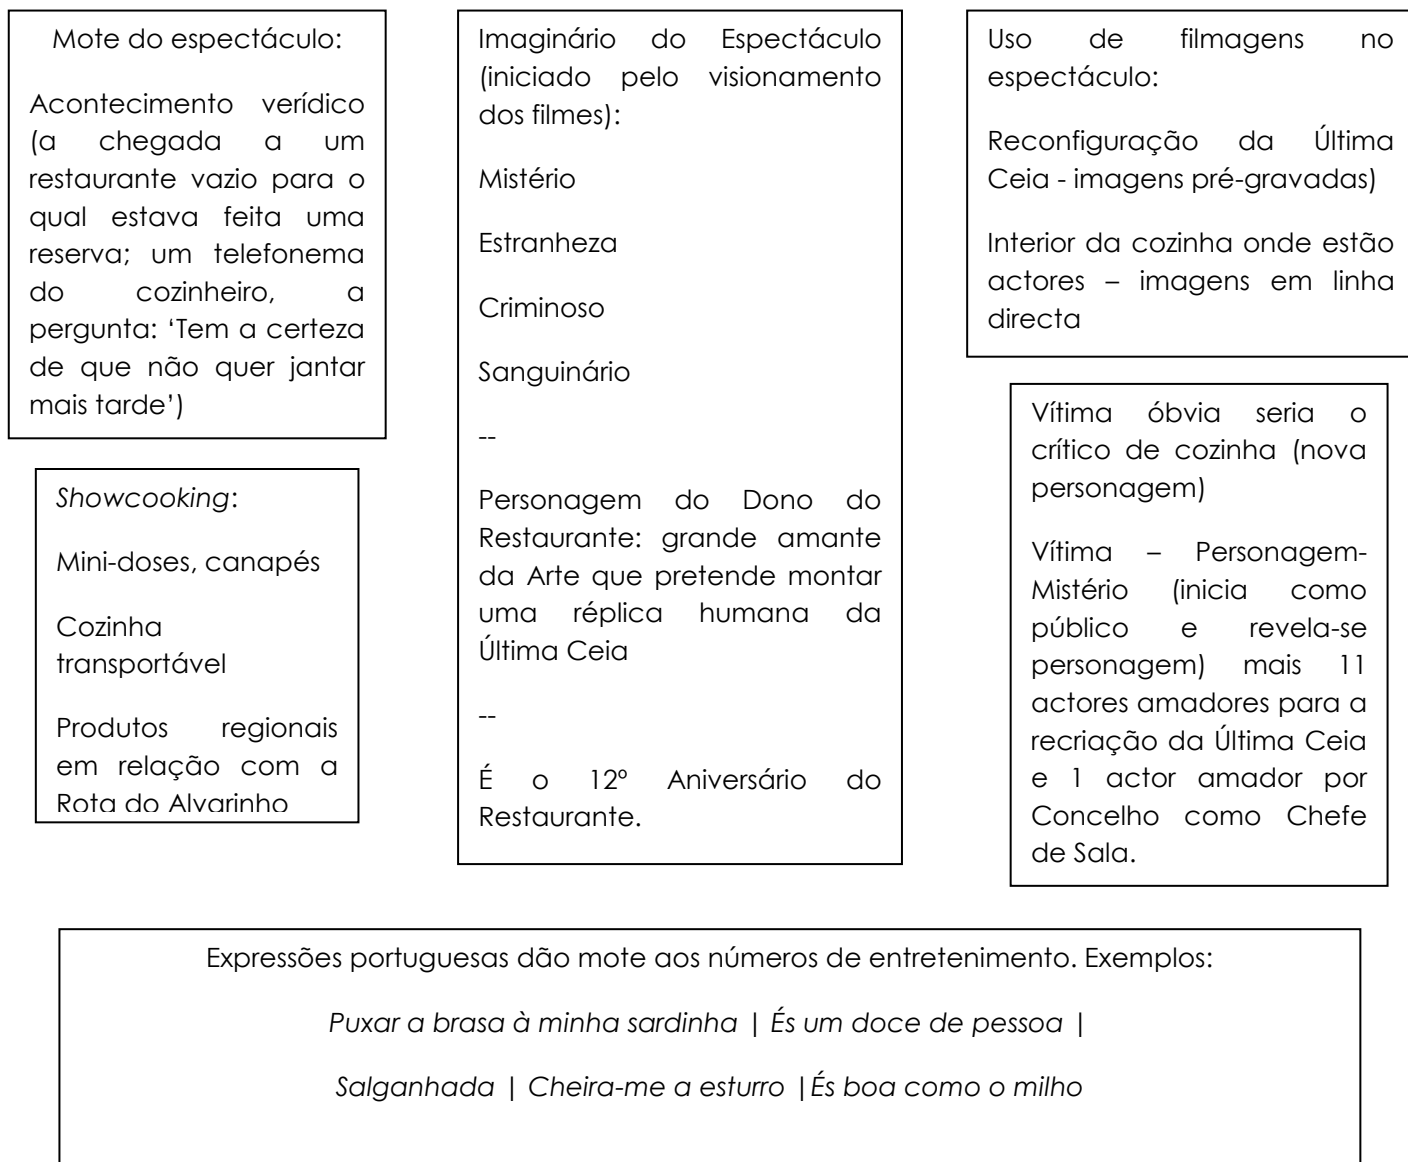 Mote do espectáculo:
Acontecimento verídico
(a chegada a um
restaurante vazio para o
qual estava feita uma
reserva; um telefonema
do cozinheiro, a
pergunta: ‘Tem a certeza
de que não quer jantar
mais tarde’)
Showcooking:
Mini-doses, canapés
Cozinha
transportável
Produtos regionais
em relação com a
Rota do Alvarinho
Imaginário do Espectáculo
(iniciado pelo visionamento
dos filmes):
Mistério
Estranheza
Criminoso
Sanguinário
--
Personagem do Dono do
Restaurante: grande amante
da Arte que pretende montar
uma réplica humana da
Última Ceia
--
É o 12º Aniversário do
Restaurante.
Uso de filmagens no
espectáculo:
Reconfiguração da Última
Ceia - imagens pré-gravadas)
Interior da cozinha onde estão
actores – imagens em linha
directa
Vítima óbvia seria o
crítico de cozinha (nova
personagem)
Vítima – Personagem-
Mistério (inicia como
público e revela-se
personagem) mais 11
actores amadores para a
recriação da Última Ceia
e 1 actor amador por
Concelho como Chefe
de Sala.
Expressões portuguesas dão mote aos números de entretenimento. Exemplos:
Puxar a brasa à minha sardinha | És um doce de pessoa |
Salganhada | Cheira-me a esturro |És boa como o milho